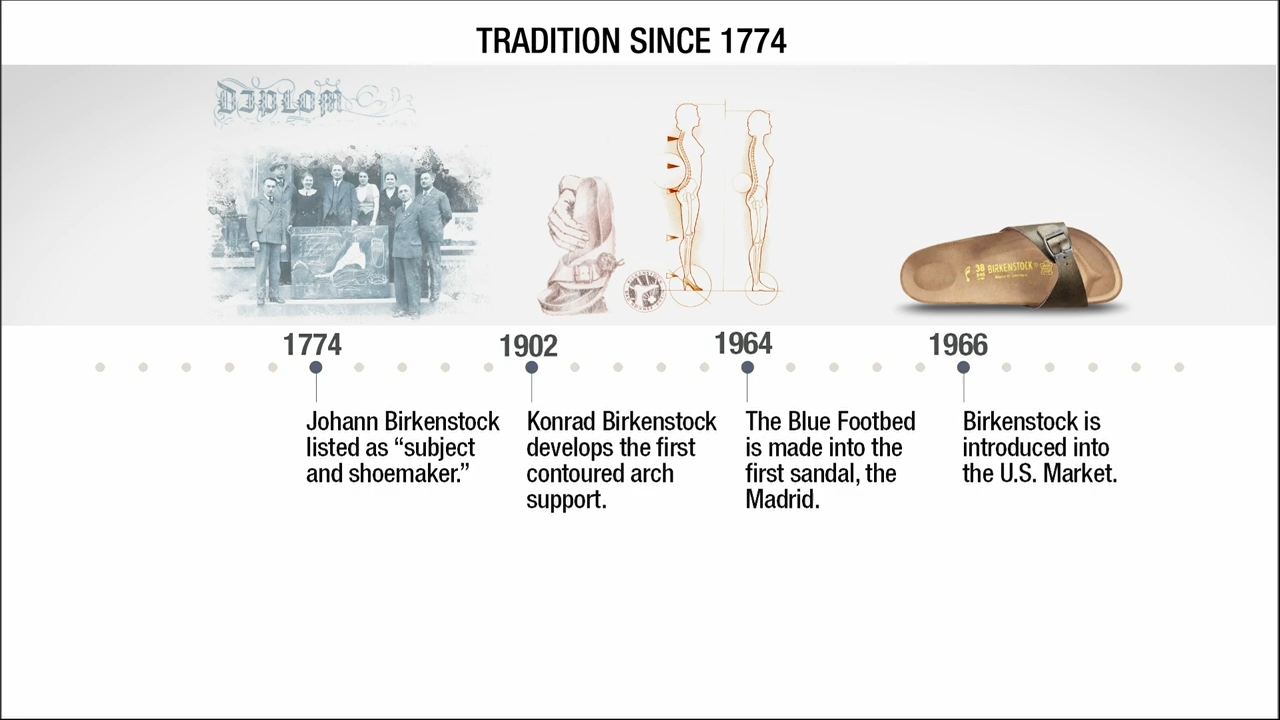 TRADITION SINCE 1774
Diplom
38
BIRKENSTOCK
1774
1902
1964
1966
Johann Birkenstock
listed as “subject
and shoemaker.”
Konrad Birkenstock
develops the first
contoured arch
support.
The Blue Footbed
is made into the
first sandal, the
Madrid.
Birkenstock is
introduced into
the U.S. Market.